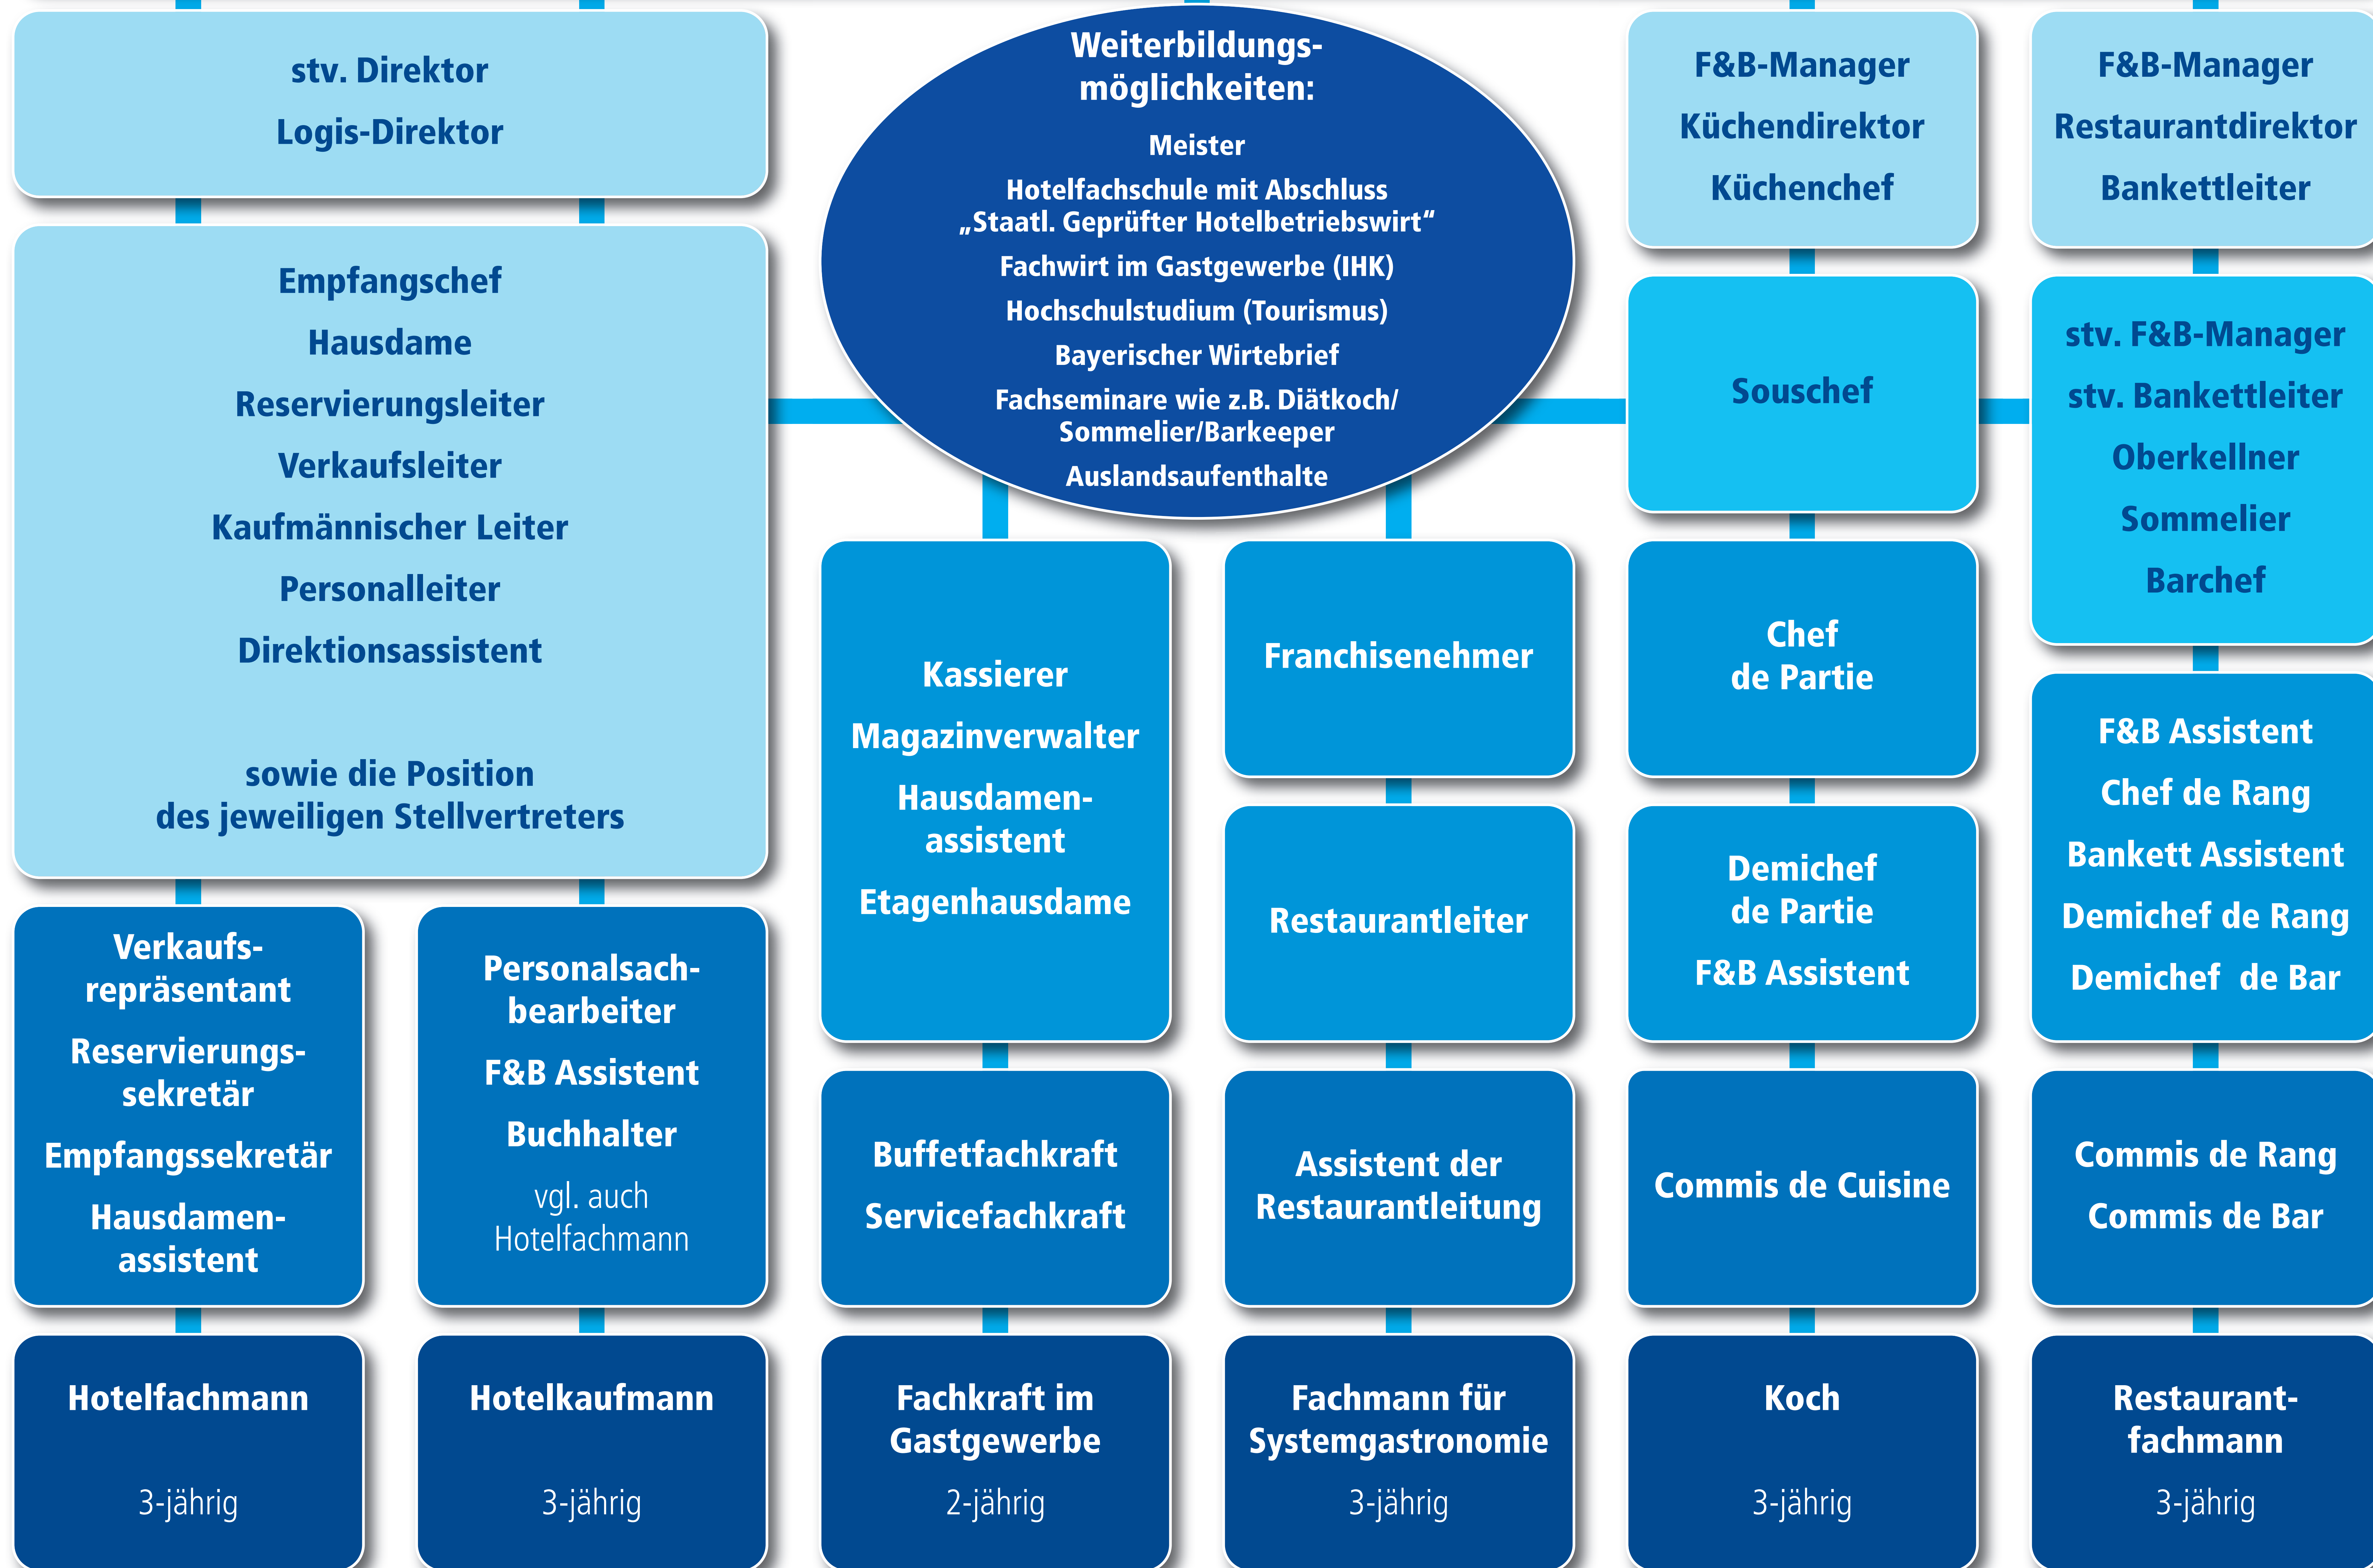 stv. Direktor
Logis-Direktor
Weiterbildungs-
möglichkeiten:
Meister
Hotelfachschule mit Abschluss
„Staatl. Geprüfter Hotelbetriebswirt“
Fachwirt im Gastgewerbe (IHK)
Hochschulstudium (Tourismus)
Bayerischer Wirtebrief
Fachseminare wie z.B. Diätkoch/
Sommelier/Barkeeper
Auslandsaufenthalte
F&B-Manager
Küchendirektor
Küchenchef
F&B-Manager
Restaurantdirektor
Bankettleiter
Empfangschef
Hausdame
Reservierungsleiter
Verkaufsleiter
Kaufmännischer Leiter
Personalleiter
Direktionsassistent
sowie die Position
des jeweiligen Stellvertreters
Souschef
stv. F&B-Manager
stv. Bankettleiter
Oberkellner
Sommelier
Barchef
Kassierer
Magazinverwalter
Hausdamen-
assistent
Etagenhausdame
Franchisenehmer
Chef
de Partie
F&B Assistent
Chef de Rang
Bankett Assistent
Demichef de Rang
Demichef  de Bar
Restaurantleiter
Demichef
de Partie
F&B Assistent
Verkaufs-
repräsentant
Reservierungs-
sekretär
Empfangssekretär
Hausdamen-
assistent
Personalsach-
bearbeiter
F&B Assistent
Buchhalter
vgl. auch
Hotelfachmann
Buffetfachkraft
Servicefachkraft
Assistent der
Restaurantleitung
Commis de Cuisine
Commis de Rang
Commis de Bar
Hotelfachmann
3-jährig
Hotelkaufmann
3-jährig
Fachkraft im
Gastgewerbe
2-jährig
Fachmann für
Systemgastronomie
3-jährig
Koch
3-jährig
Restaurant-
fachmann
3-jährig